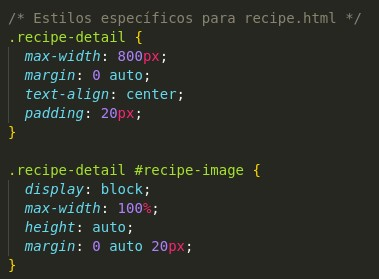 /* Estilos específicos para recipe.html */
.recipe-detail {
max-width: 800px;
margin: 0 auto;
text-align: center;
padding: 20px;
}
.recipe-detail #recipe-image {
display: block;
max-width: 100%;
height: auto;
margin: 0 auto 20px;
}